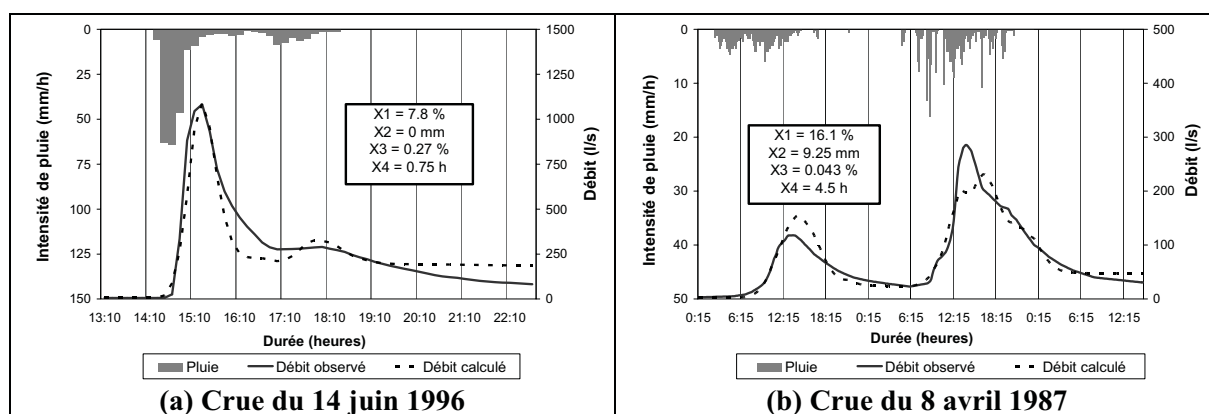 Intensité de pluie (mm/h)
0
25
50
75
100
125
150
1500
1250
1000
750
500
250
0
Débit (l/s)
X1 = 7.8 %
X2 = 0 mm
X3 = 0.27 %
X4 = 0.75 h
13:10 14:10 15:10 16:10 17:10 18:10 19:10 20:10 21:10 22:10
Durée (heures)
Pluie Débit observé Débit calculé
(a) Crue du 14 juin 1996
Intensité de pluie (mm/h)
0
10
20
30
40
50
500
400
300
200
100
0
Débit (l/s)
X1 = 16.1 %
X2 = 9.25 mm
X3 = 0.043 %
X4 = 4.5 h
0:15 6:15 12:15 18:15 0:15 6:15 12:15 18:15 0:15 6:15 12:15
Durée (heures)
Pluie Débit observé Débit calculé
(b) Crue du 8 avril 1987